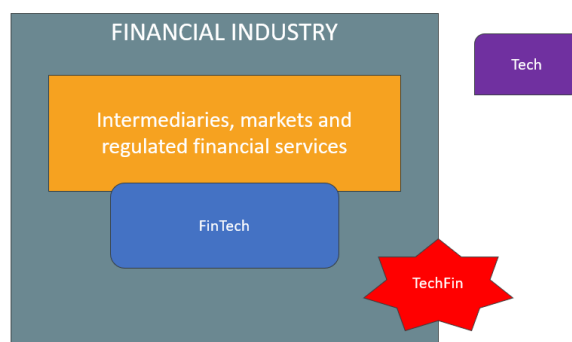 FINANCIAL INDUSTRY
Tech
Intermediaries, markets and
regulated financial services
FinTech
TechFin